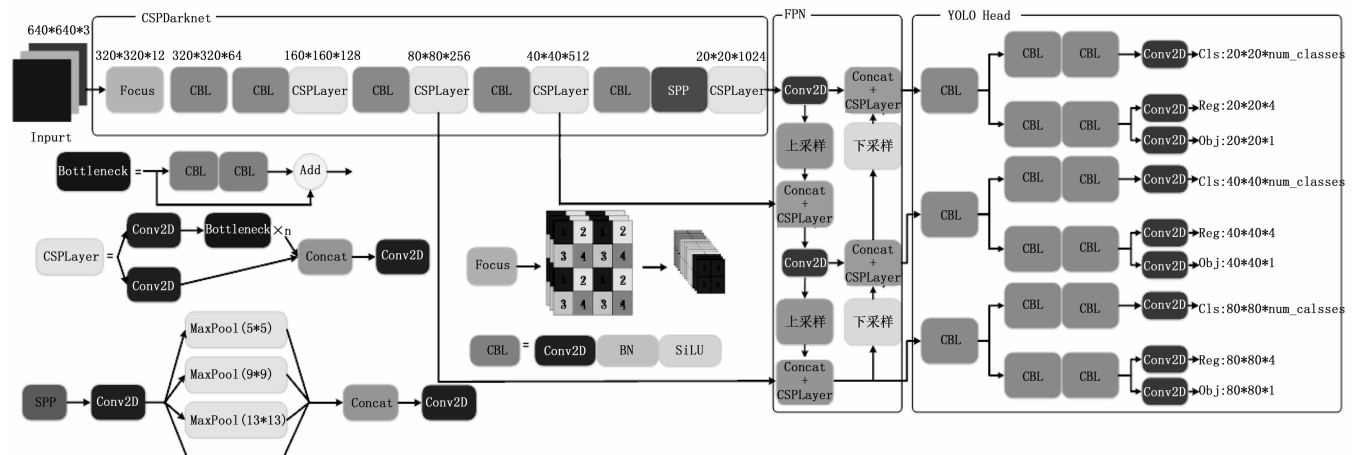 CSPDarknet
FPN
YOLO Head
640*640*3
320*320*12
320*320*64
160*160*128
80*80*256
40*40*512
20*20*1024
Focus
CBL
CBL
CSPLayer
CBL
CSPLayer
CBL
CSPLayer
CBL
SPP
CSPLayer
Inpurt
Conv2D
Concat
+
CSPLayer
上采样
下采样
Concat
+
CSPLayer
Conv2D
Concat
+
CSPLayer
上采样
下采样
Concat
+
CSPLayer
CBL
CBL
CBL
Conv2D
Cls:20*20*num_classes
CBL
CBL
Conv2D
Reg:20*20*4
Conv2D
Obj:20*20*1
CBL
CBL
CBL
Conv2D
Cls:40*40*num_classes
CBL
CBL
Conv2D
Reg:40*40*4
Conv2D
Obj:40*40*1
CBL
CBL
CBL
Conv2D
Cls:80*80*num_calsses
CBL
CBL
Conv2D
Reg:80*80*4
Conv2D
Obj:80*80*1
Bottleneck
=
CBL
CBL
Add
CSPLayer
=
Conv2D
Bottleneck
×n
Conv2D
Concat
Conv2D
Focus
1 2 1 2
3 4 3 4
1 2 1 2
3 4 3 4
CBL
=
Conv2D
BN
SiLU
SPP
Conv2D
MaxPool(5*5)
MaxPool(9*9)
MaxPool(13*13)
Concat
Conv2D